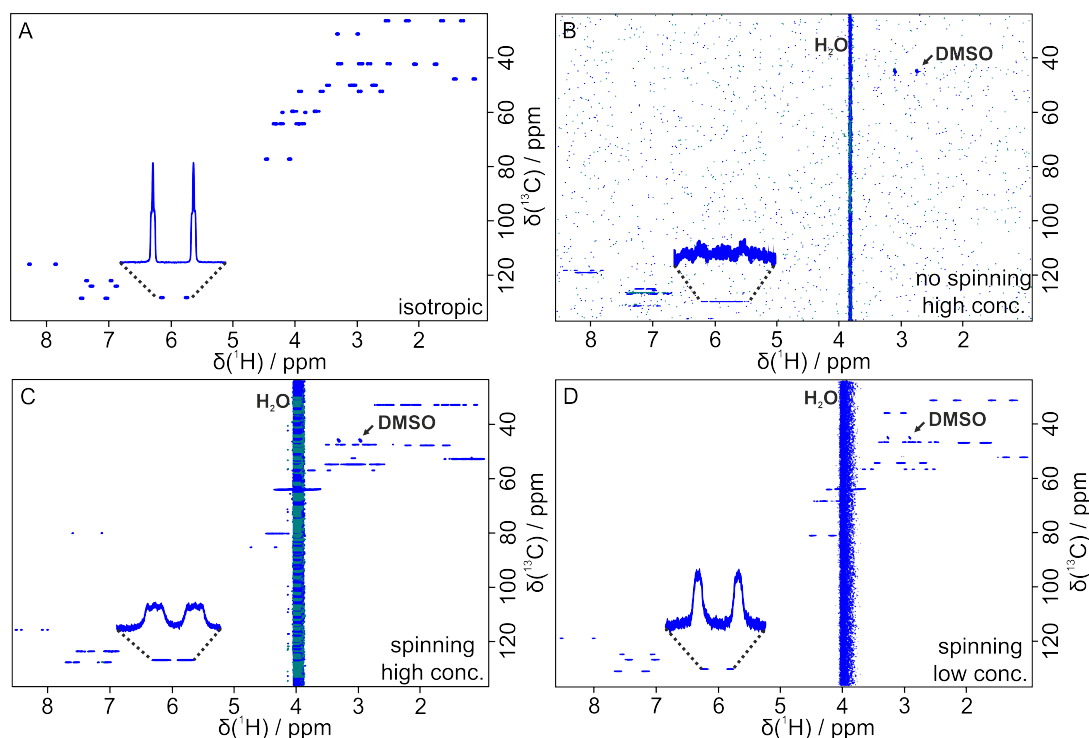 A
isotropic
40
60
80
100
120
δ(¹³C) / ppm
8 7 6 5 4 3 2
δ(¹H) / ppm
B
H₂O
DMSO
no spinning
high conc.
40
60
80
100
120
δ(¹³C) / ppm
8 7 6 5 4 3 2
δ(¹H) / ppm
C
H₂O
DMSO
spinning
high conc.
40
60
80
100
120
δ(¹³C) / ppm
8 7 6 5 4 3 2
δ(¹H) / ppm
D
H₂O
DMSO
spinning
low conc.
40
60
80
100
120
δ(¹³C) / ppm
8 7 6 5 4 3 2
δ(¹H) / ppm